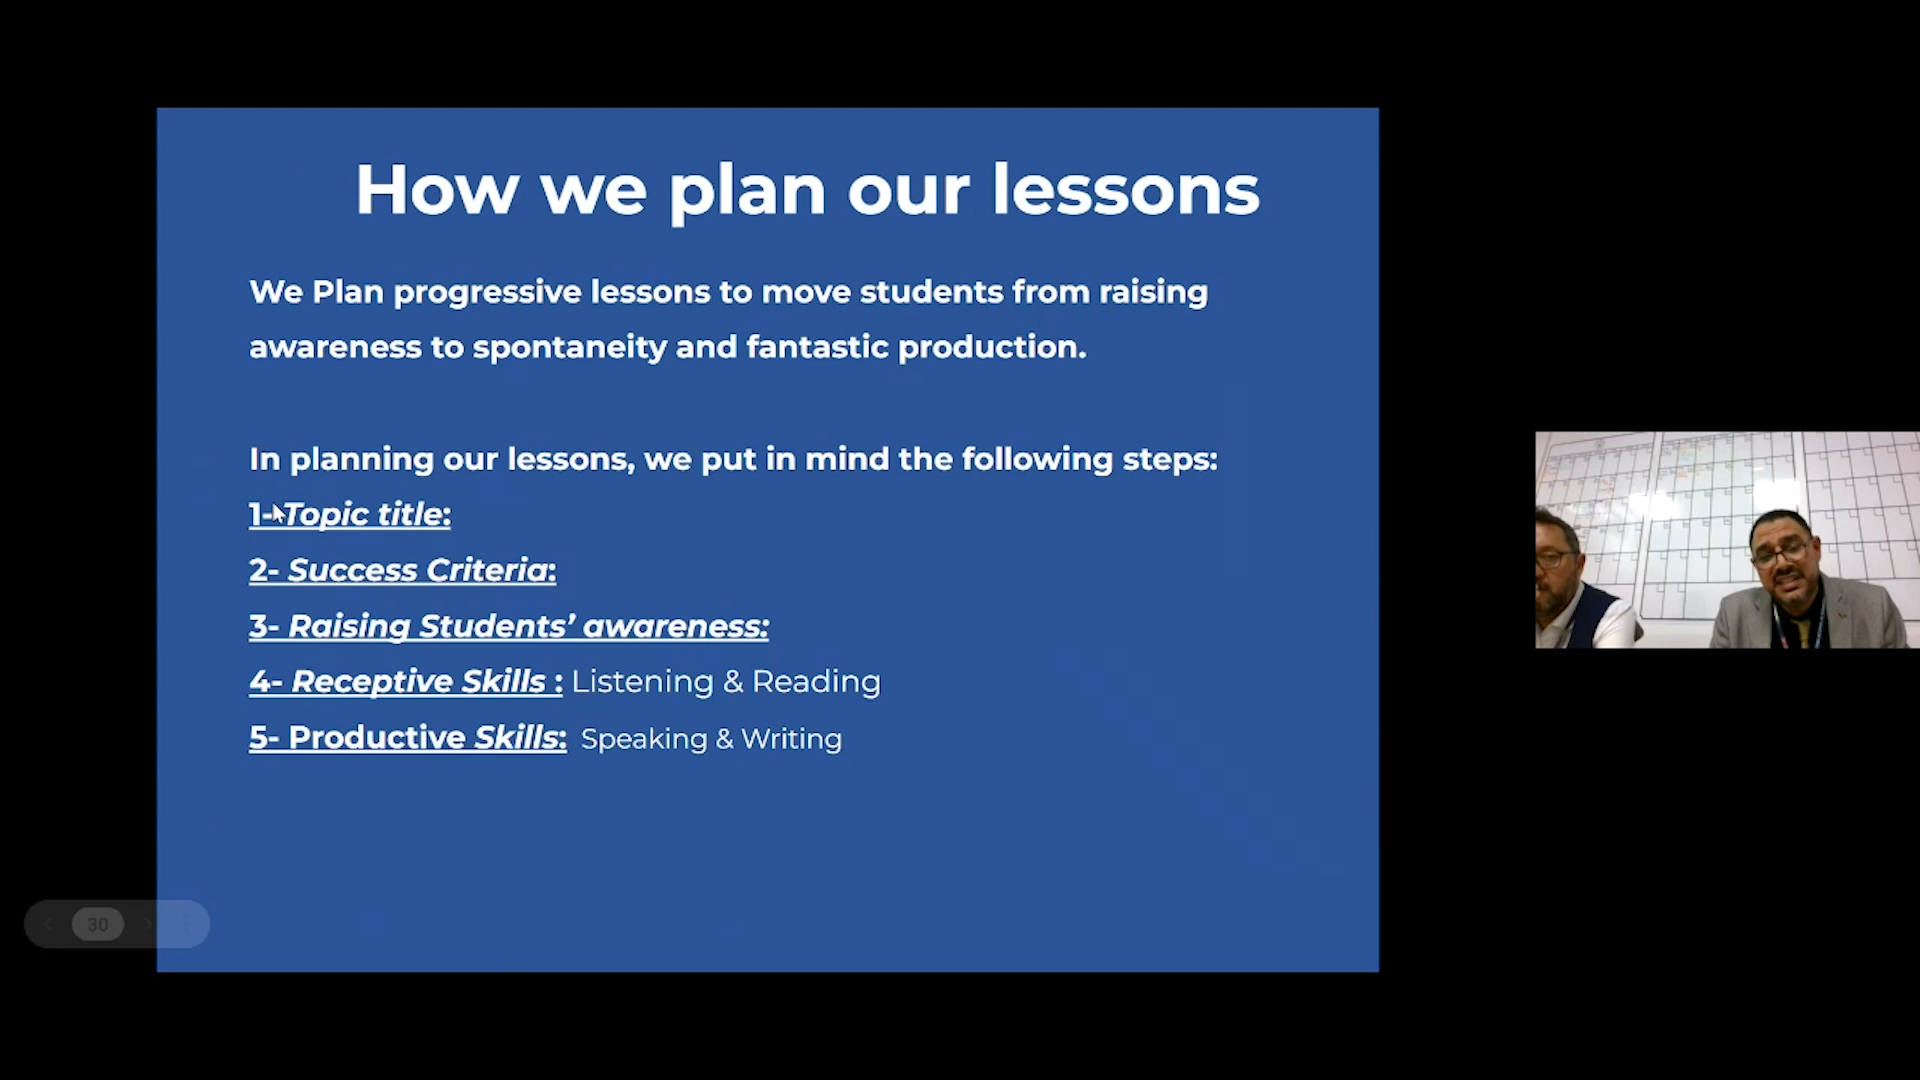 How we plan our lessons
We Plan progressive lessons to move students from raising
awareness to spontaneity and fantastic production.
In planning our lessons, we put in mind the following steps:
1- Topic title:
2- Success Criteria:
3- Raising Students’ awareness:
4- Receptive Skills : Listening & Reading
5- Productive Skills: Speaking & Writing
30